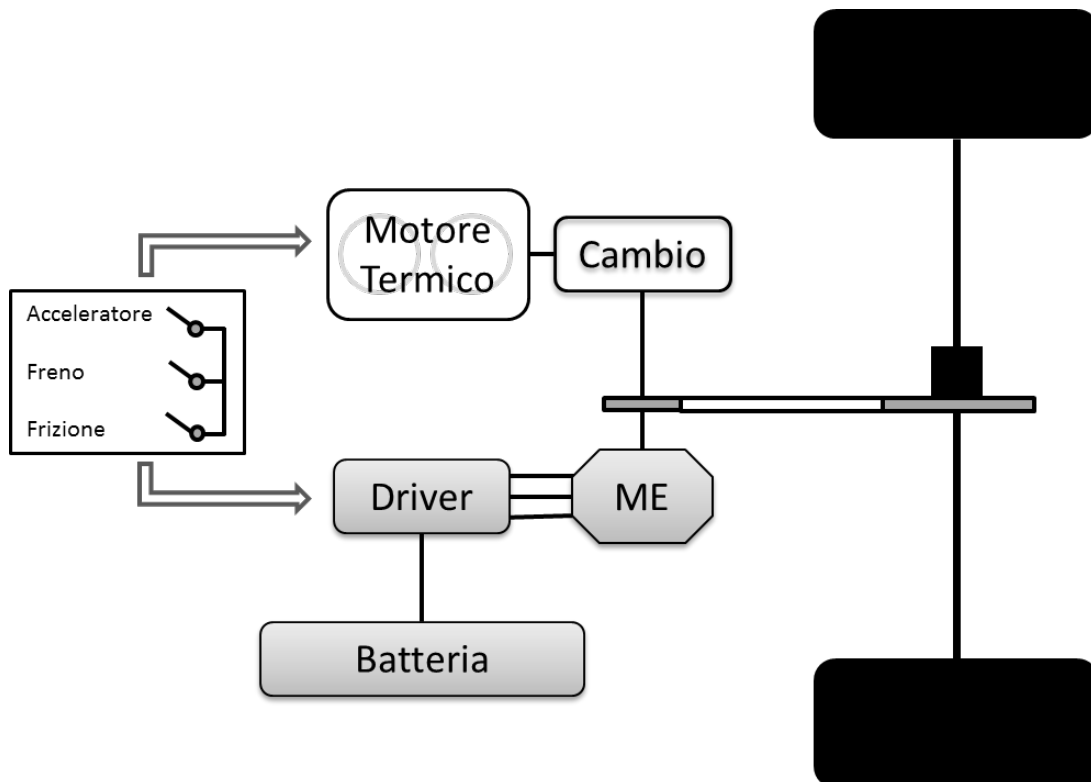 Motore
Termico
Cambio
Acceleratore
Freno
Frizione
Driver
ME
Batteria